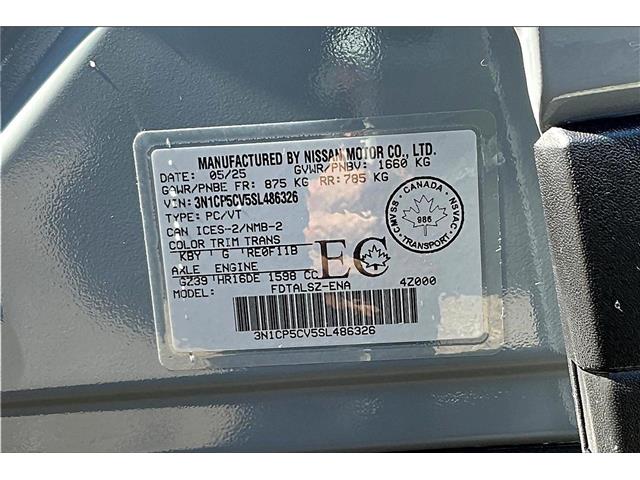 MANUFACTURED BY NISSAN MOTOR CO., LTD.
DATE: 05/25 GVWR/PNBV: 1660 KG
GAWR/PNBE FR: 875 KG RR: 785 KG
VIN: 3N1CP5CV5SL486326
TYPE: PC/VT
CAN ICES-2/NMB-2
COLOR TRIM TRANS
KBY G RE0F11B
AXLE ENGINE
GZ39 HR16DE 1598 CC
MODEL: FDTALSZ-ENA 4Z000
EC
CMVSS - CANADA - NSVAC
986
TRANSPORT
3N1CP5CV5SL486326